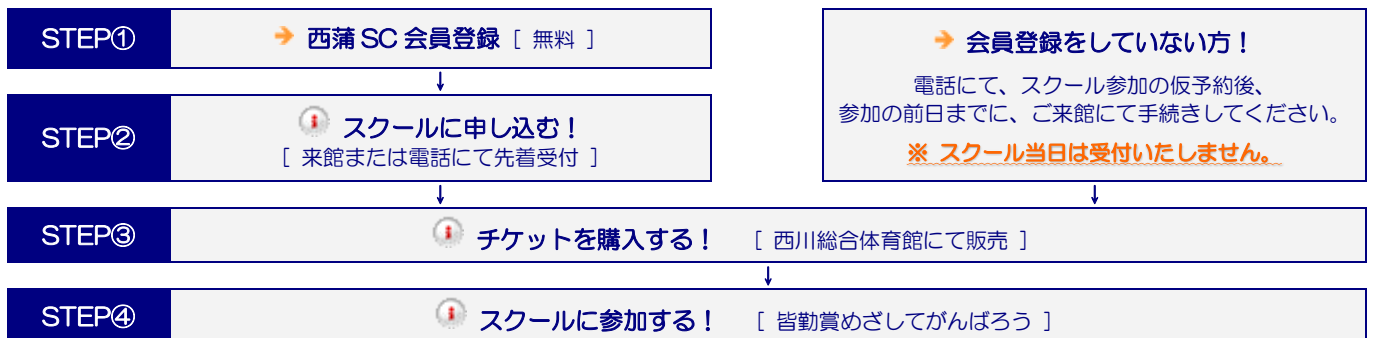 STEP①
西蒲 SC 会員登録 [ 無料 ]
↓
STEP②
スクールに申し込む！
[ 来館または電話にて先着受付 ]
↓
会員登録をしていない方！
電話にて、スクール参加の仮予約後、
参加の前日までに、ご来館にて手続きしてください。
※ スクール当日は受付いたしません。
↓
STEP③
チケットを購入する！ [ 西川総合体育館にて販売 ]
↓
STEP④
スクールに参加する！ [ 皆勤賞めざしてがんばろう ]